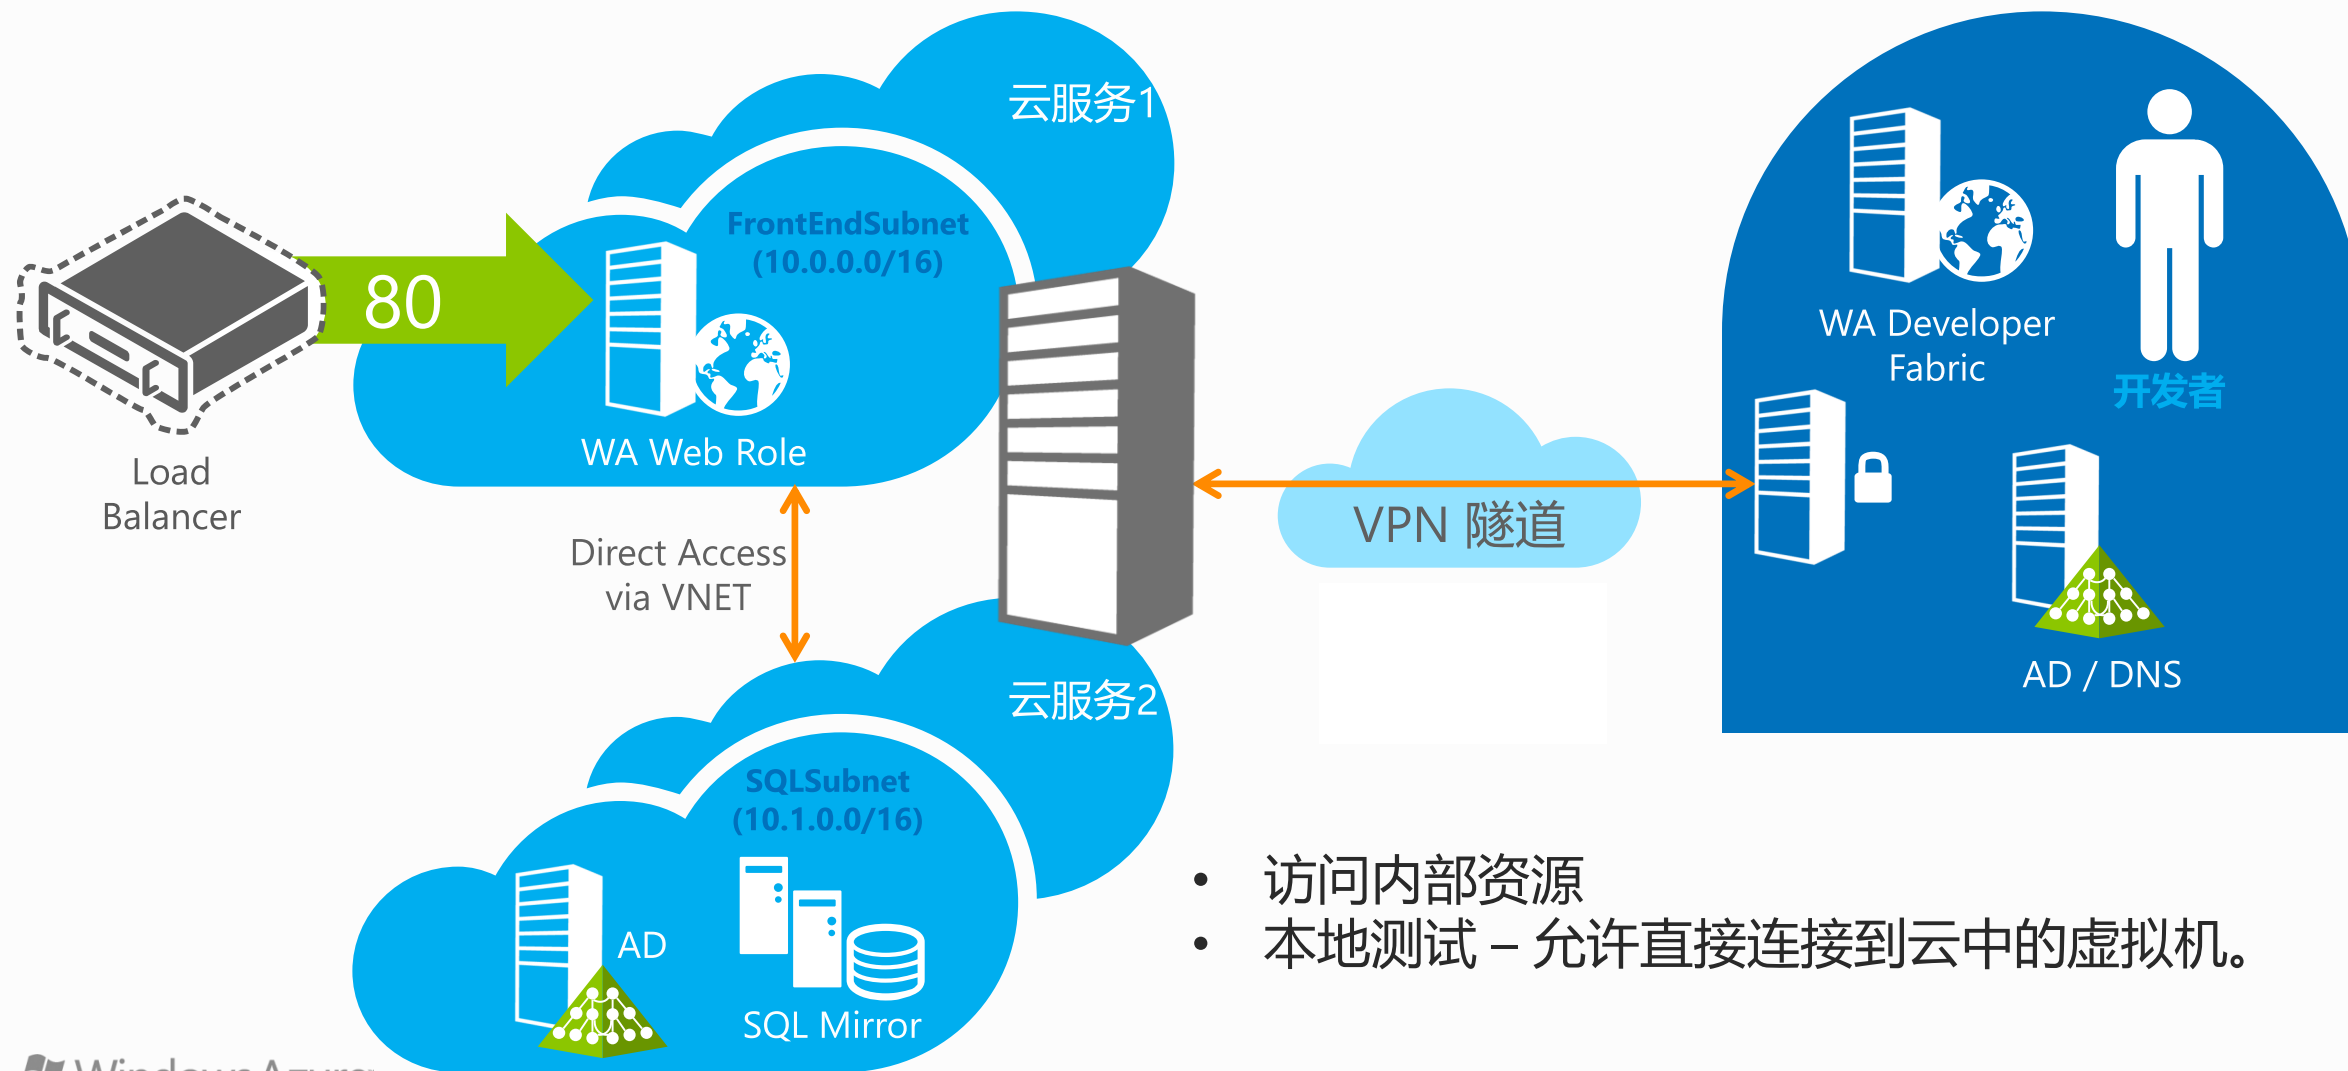 云服务1
FrontEndSubnet
(10.0.0.0/16)
80
WA Web Role
Load
Balancer
Direct Access
via VNET
VPN 隧道
WA Developer
Fabric
开发者
AD / DNS
云服务2
SQLSubnet
(10.1.0.0/16)
AD
SQL Mirror
• 访问内部资源
• 本地测试 – 允许直接连接到云中的虚拟机。
Windows Azure